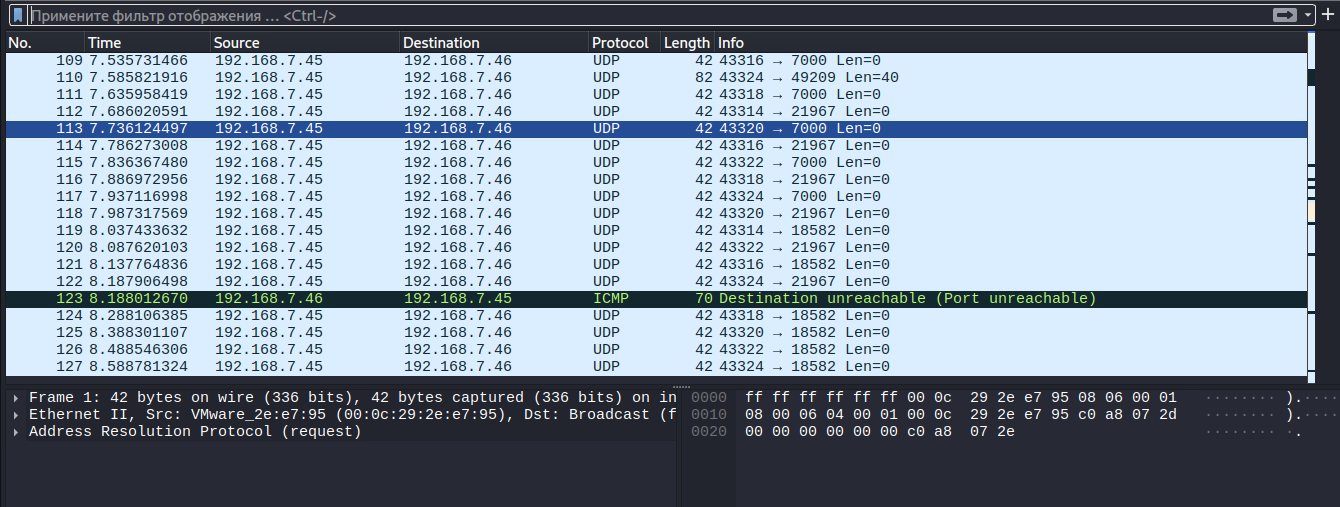 Примените фильтр отображения … <Ctrl-/>
No. Time Source Destination Protocol Length Info
109 7.535731466 192.168.7.45 192.168.7.46 UDP 42 43316 → 7000 Len=0
110 7.585821916 192.168.7.45 192.168.7.46 UDP 82 43324 → 49209 Len=40
111 7.635958419 192.168.7.45 192.168.7.46 UDP 42 43318 → 7000 Len=0
112 7.686020591 192.168.7.45 192.168.7.46 UDP 42 43314 → 21967 Len=0
113 7.736124497 192.168.7.45 192.168.7.46 UDP 42 43320 → 7000 Len=0
114 7.786273008 192.168.7.45 192.168.7.46 UDP 42 43316 → 21967 Len=0
115 7.836367480 192.168.7.45 192.168.7.46 UDP 42 43322 → 7000 Len=0
116 7.886972956 192.168.7.45 192.168.7.46 UDP 42 43318 → 21967 Len=0
117 7.937116998 192.168.7.45 192.168.7.46 UDP 42 43324 → 7000 Len=0
118 7.987317569 192.168.7.45 192.168.7.46 UDP 42 43320 → 21967 Len=0
119 8.037433632 192.168.7.45 192.168.7.46 UDP 42 43314 → 18582 Len=0
120 8.087620103 192.168.7.45 192.168.7.46 UDP 42 43322 → 21967 Len=0
121 8.137764836 192.168.7.45 192.168.7.46 UDP 42 43316 → 18582 Len=0
122 8.187906498 192.168.7.45 192.168.7.46 UDP 42 43324 → 21967 Len=0
123 8.188012670 192.168.7.46 192.168.7.45 ICMP 70 Destination unreachable (Port unreachable)
124 8.288106385 192.168.7.45 192.168.7.46 UDP 42 43318 → 18582 Len=0
125 8.388301107 192.168.7.45 192.168.7.46 UDP 42 43320 → 18582 Len=0
126 8.488546306 192.168.7.45 192.168.7.46 UDP 42 43322 → 18582 Len=0
127 8.588781324 192.168.7.45 192.168.7.46 UDP 42 43324 → 18582 Len=0
Frame 1: 42 bytes on wire (336 bits), 42 bytes captured (336 bits) on in
Ethernet II, Src: VMware_2e:e7:95 (00:0c:29:2e:e7:95), Dst: Broadcast (f
Address Resolution Protocol (request)
0000 ff ff ff ff ff ff 00 0c 29 2e e7 95 08 06 00 01 ········ ).······
0010 08 00 06 04 00 01 00 0c 29 2e e7 95 c0 a8 07 2d ········ ).·····-
0020 00 00 00 00 00 00 c0 a8 07 2e ········ ·.